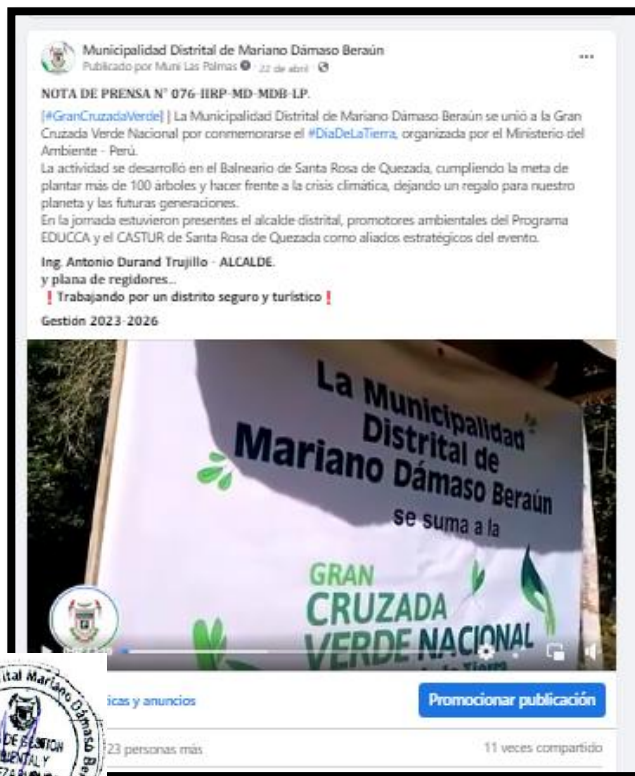 Municipalidad Distrital de Mariano Dámaso Beraún
Publicado por Muni Las Palmas · 22 de abril ·
NOTA DE PRENSA N° 076-IIRP-MD-MDB-LP.
[#GranCruzadaVerde] | La Municipalidad Distrital de Mariano Dámaso Beraún se unió a la Gran
Cruzada Verde Nacional por conmemorarse el #DíaDeLaTierra, organizada por el Ministerio del
Ambiente - Perú.
La actividad se desarrolló en el Balneario de Santa Rosa de Quezada, cumpliendo la meta de
plantar más de 100 árboles y hacer frente a la crisis climática, dejando un regalo para nuestro
planeta y las futuras generaciones.
En la jornada estuvieron presentes el alcalde distrital, promotores ambientales del Programa
EDUCCA y el CASTUR de Santa Rosa de Quezada como aliados estratégicos del evento.
Ing. Antonio Durand Trujillo - ALCALDE.
y plana de regidores...
❗Trabajando por un distrito seguro y turístico❗
Gestión 2023-2026
La Municipalidad
Distrital de
Mariano Dámaso Beraún
se suma a la
GRAN
CRUZADA
VERDE NACIONAL
icas y anuncios
Promocionar publicación
23 personas más
11 veces compartido
ital Mariano Dámaso Be
DE GESTIÓN